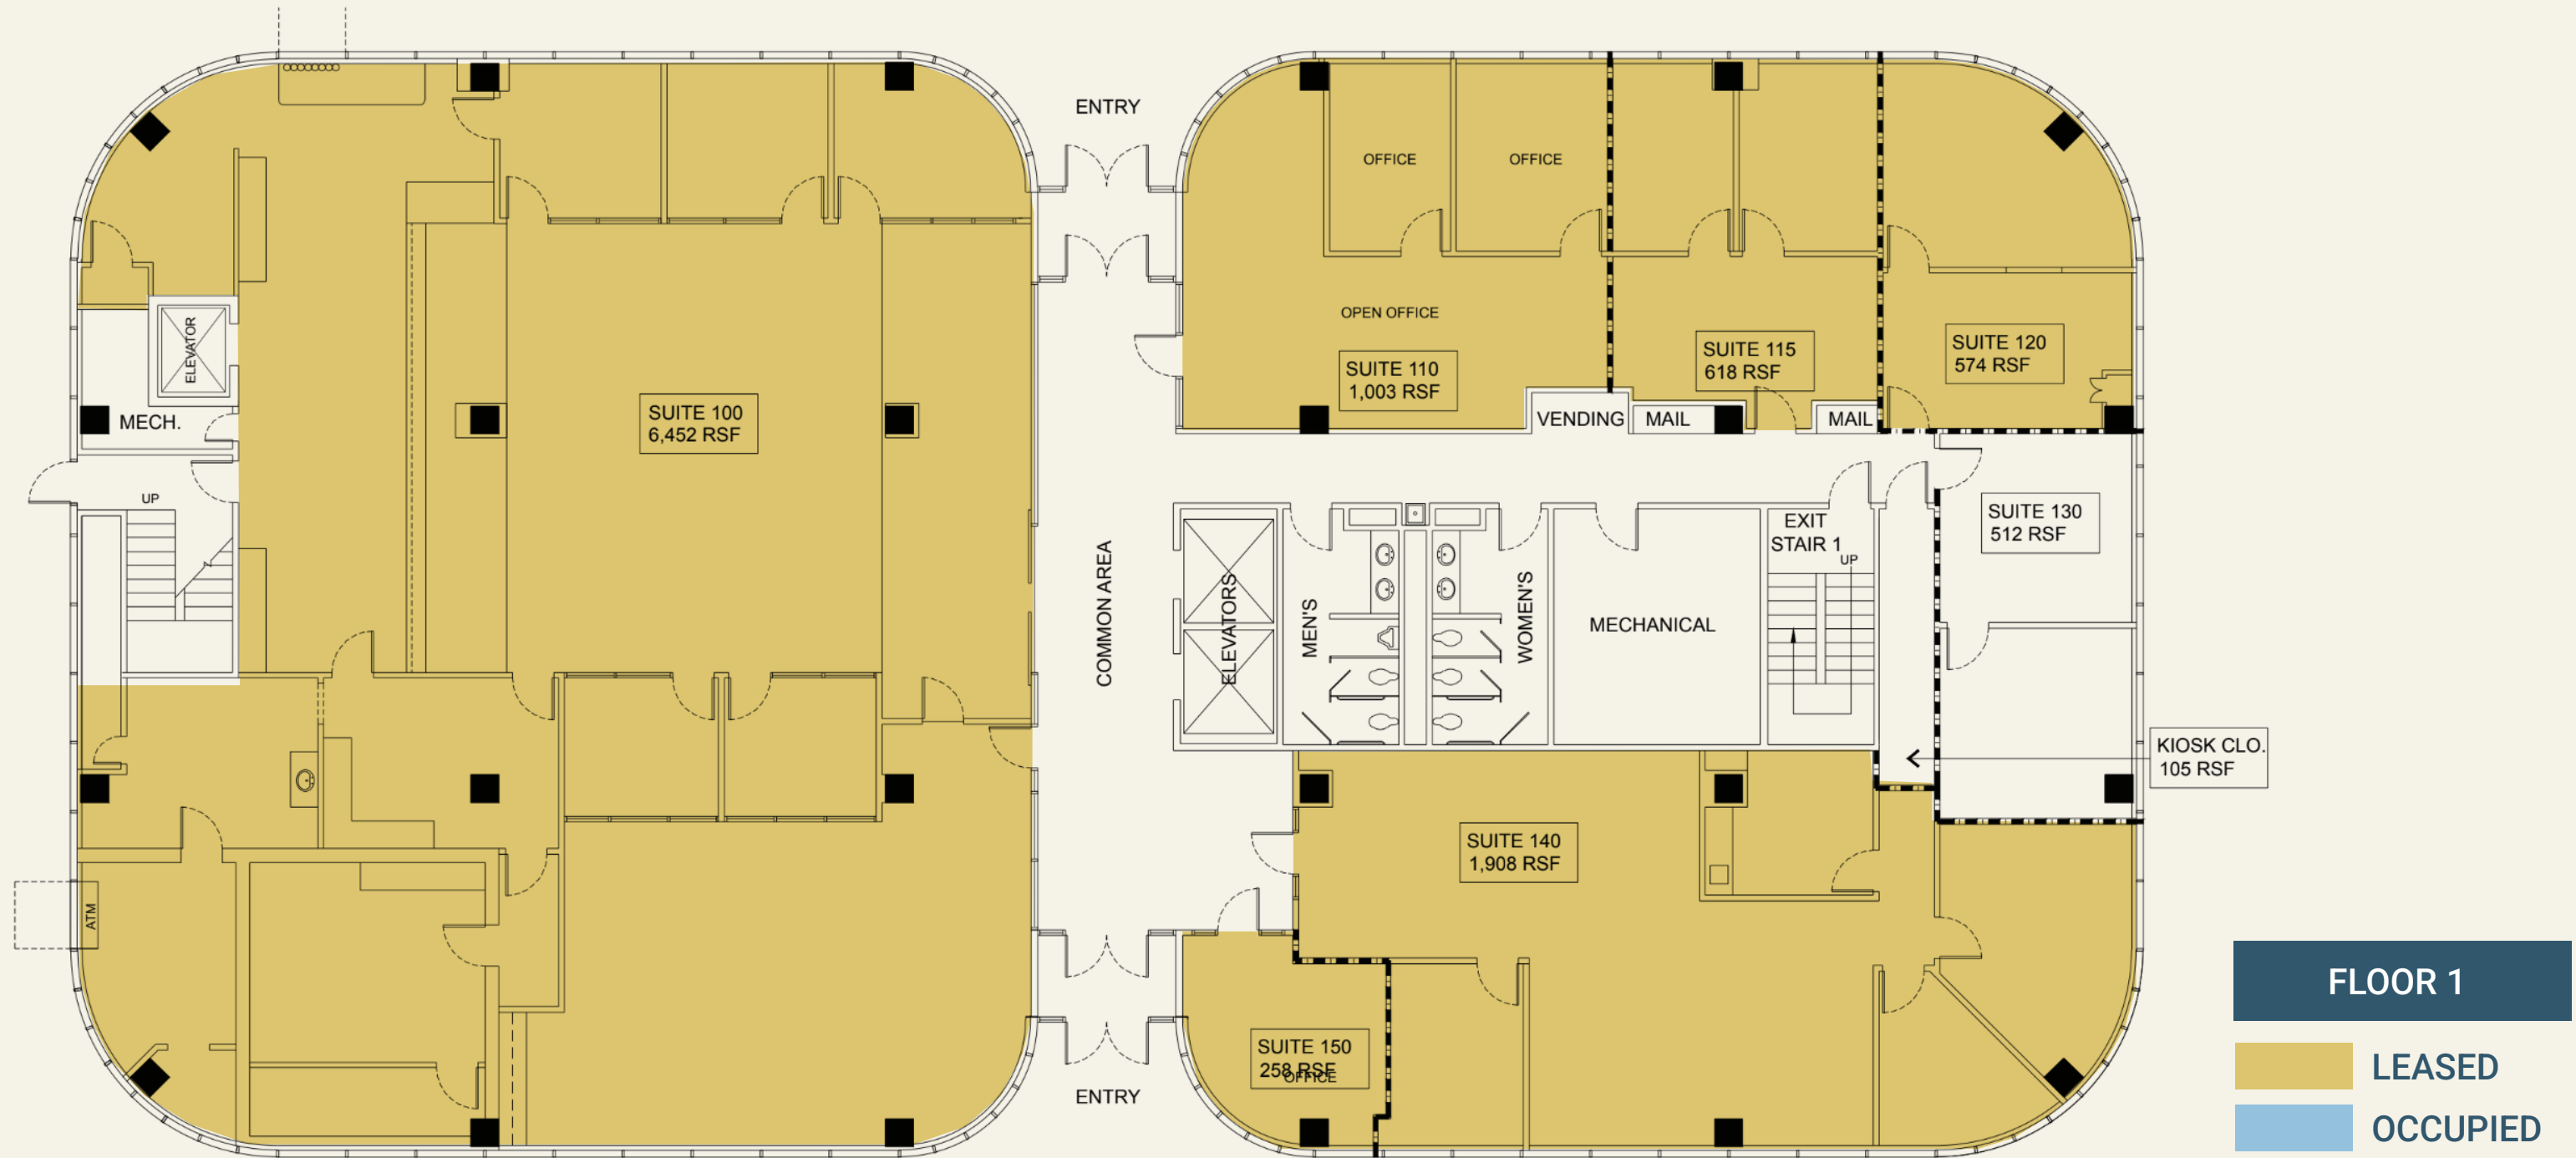 ENTRY
OFFICE
OFFICE
OPEN OFFICE
SUITE 110
1,003 RSF
SUITE 115
618 RSF
SUITE 120
574 RSF
ELEVATOR
MECH.
SUITE 100
6,452 RSF
VENDING
MAIL
MAIL
UP
SUITE 130
512 RSF
EXIT
STAIR 1
UP
COMMON AREA
ELEVATORS
MEN'S
WOMEN'S
MECHANICAL
KIOSK CLO.
105 RSF
SUITE 140
1,908 RSF
ATM
SUITE 150
258 RSF
OFFICE
ENTRY
FLOOR 1
LEASED
OCCUPIED